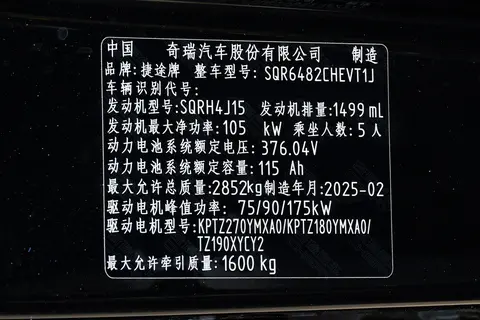 中国 奇瑞汽车股份有限公司 制造
品牌:捷途牌 整车型号:SQR6482CHEVT1J
车辆识别代号:
发动机型号:SQRH4J15 发动机排量:1499mL
发动机最大净功率:105 kW 乘坐人数:5人
动力电池系统额定电压:376.04V
动力电池系统额定容量:115 Ah
最大允许总质量:2852kg制造年月:2025-02
驱动电机峰值功率: 75/90/175kW
驱动电机型号:KPTZ270YMXA0/KPTZ180YMXA0/
TZ190XYCY2
最大允许牵引质量:1600kg